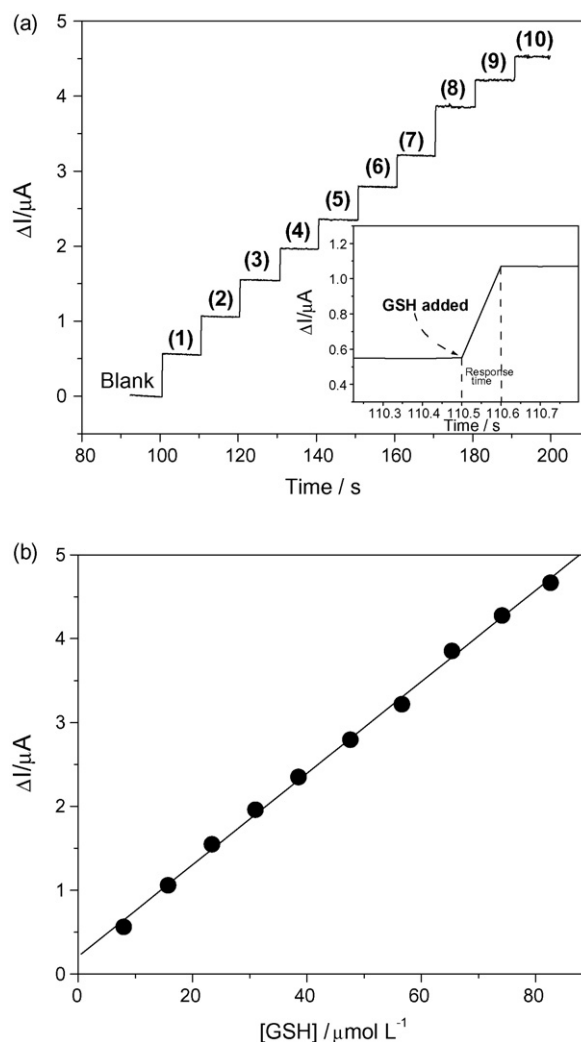 (a)
5
4
3
2
1
0
ΔI/μA
Blank
(1)
(2)
(3)
(4)
(5)
(6)
(7)
(8)
(9)
(10)
80 100 120 140 160 180 200
Time / s
1.2
1.0
0.8
0.6
0.4
ΔI/μA
GSH added
Response
time
110.3 110.4 110.5 110.6 110.7
Time / s
(b)
5
4
3
2
1
0
ΔI/μA
0 20 40 60 80
[GSH] / μmol L⁻¹